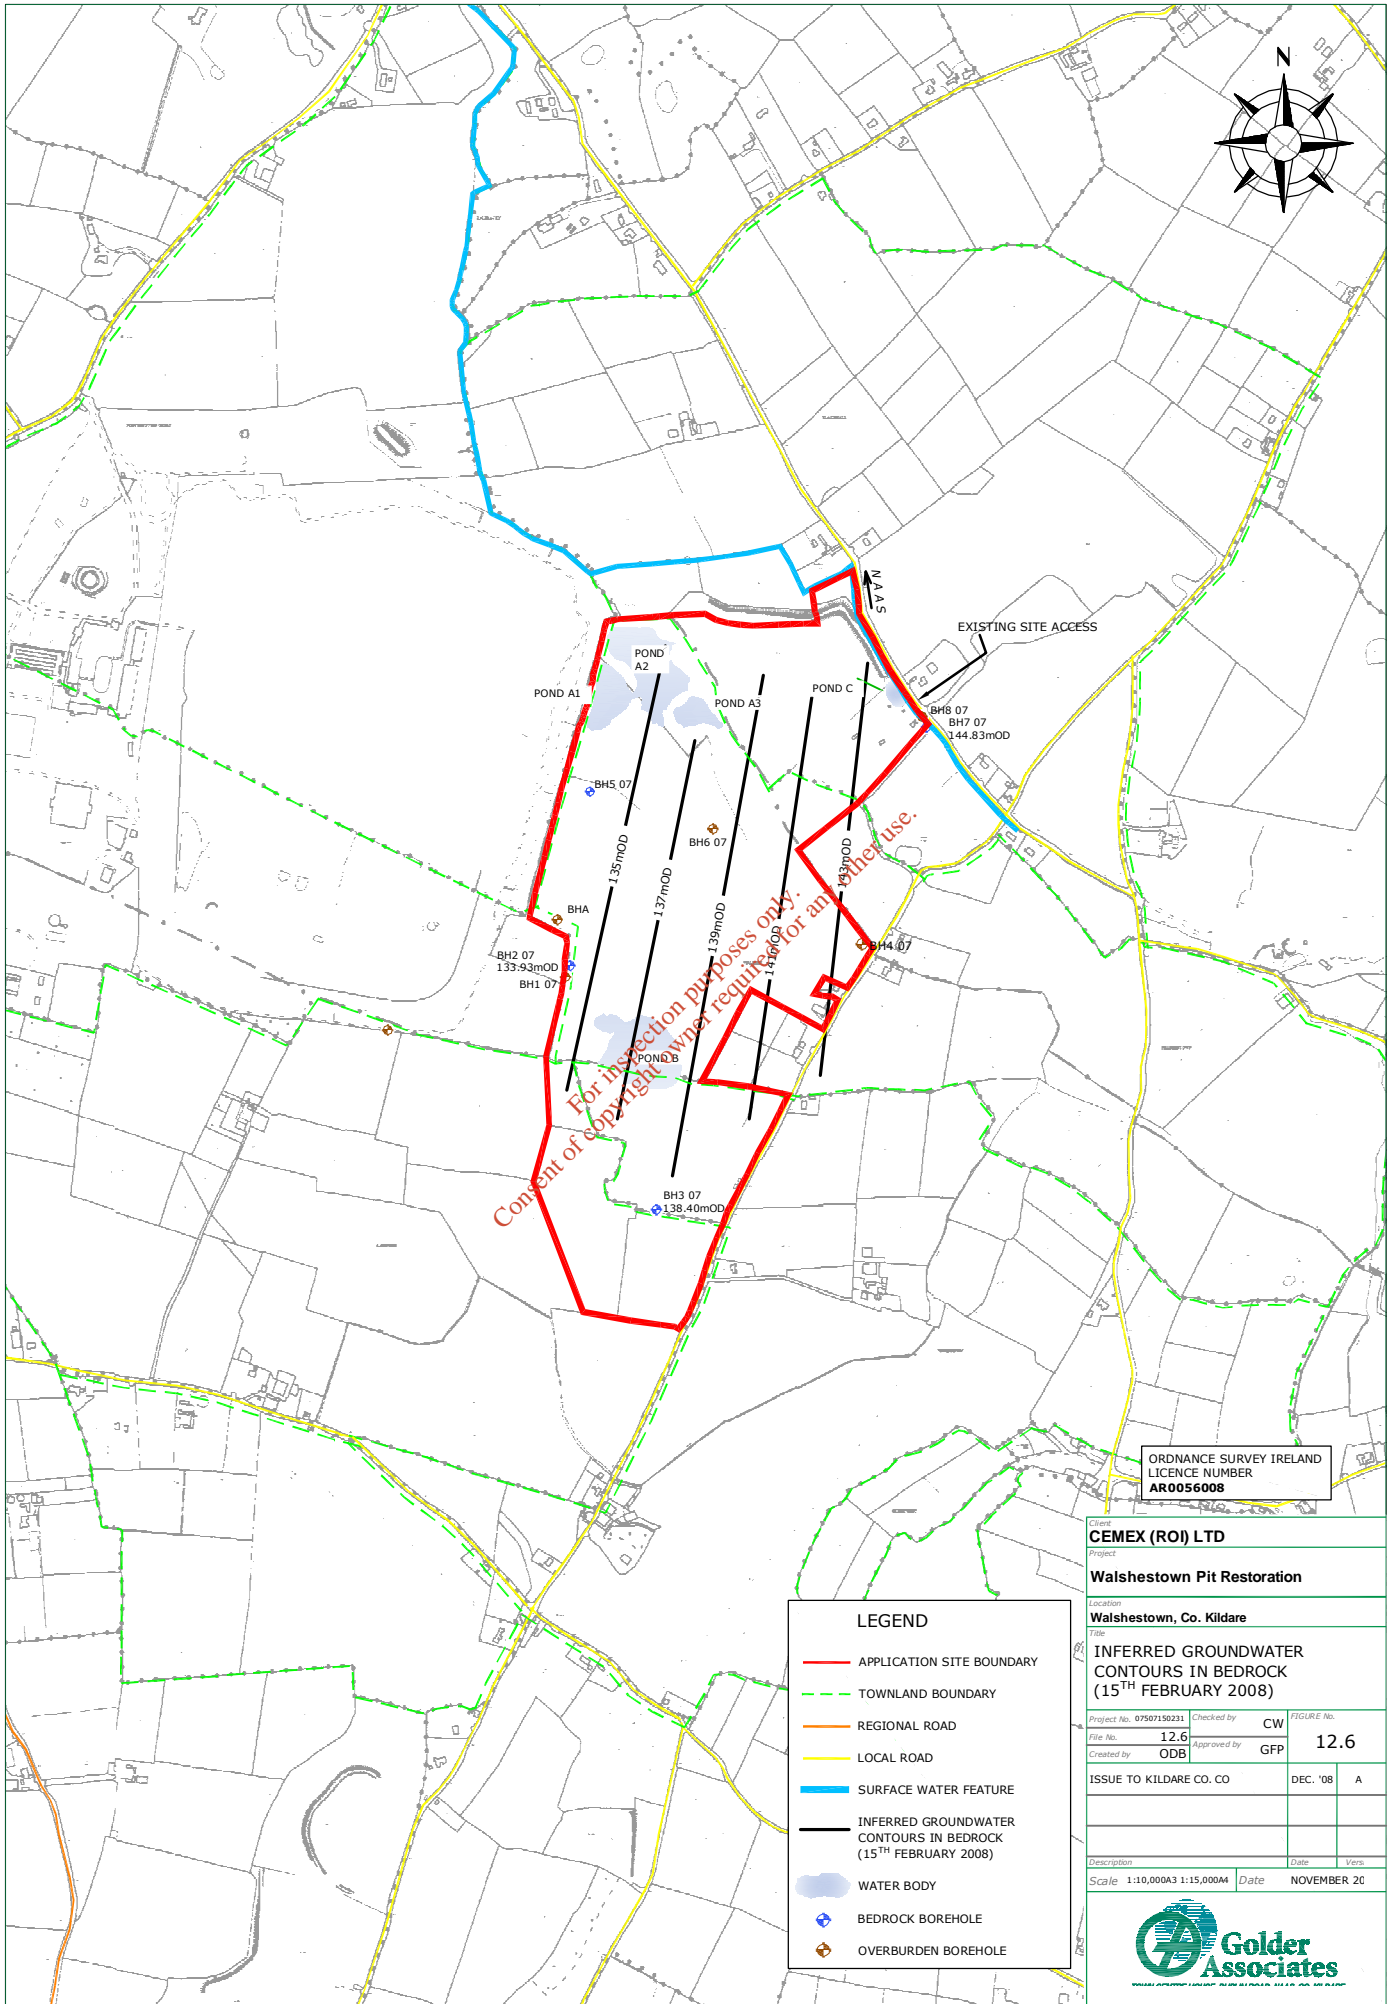 N
NAAS
EXISTING SITE ACCESS
POND
A2
POND A1
POND A3
POND C
BH8 07
BH7 07
144.83mOD
BH5 07
BH6 07
135mOD
137mOD
139mOD
141mOD
143mOD
BHA
BH4 07
BH2 07
133.93mOD
BH1 07
POND B
BH3 07
138.40mOD
For inspection purposes only.
Consent of copyright owner required for any other use.
ORDNANCE SURVEY IRELAND
LICENCE NUMBER
AR0056008
LEGEND
APPLICATION SITE BOUNDARY
TOWNLAND BOUNDARY
REGIONAL ROAD
LOCAL ROAD
SURFACE WATER FEATURE
INFERRED GROUNDWATER
CONTOURS IN BEDROCK
(15TH FEBRUARY 2008)
WATER BODY
BEDROCK BOREHOLE
OVERBURDEN BOREHOLE
Client
CEMEX (ROI) LTD
Project
Walshestown Pit Restoration
Location
Walshestown, Co. Kildare
Title
INFERRED GROUNDWATER
CONTOURS IN BEDROCK
(15TH FEBRUARY 2008)
Project No. 07507150231 Checked by CW FIGURE No.
File No. 12.6 Approved by GFP 12.6
Created by ODB
ISSUE TO KILDARE CO. CO DEC. '08 A
Description Date Versi
Scale 1:10,000A3 1:15,000A4 Date NOVEMBER 20
Golder
Associates